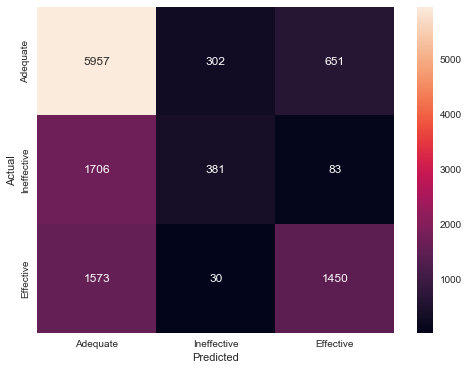 Adequate 5957 302 651
Ineffective 1706 381 83
Effective 1573 30 1450
Actual
Adequate Ineffective Effective
Predicted
5000
4000
3000
2000
1000